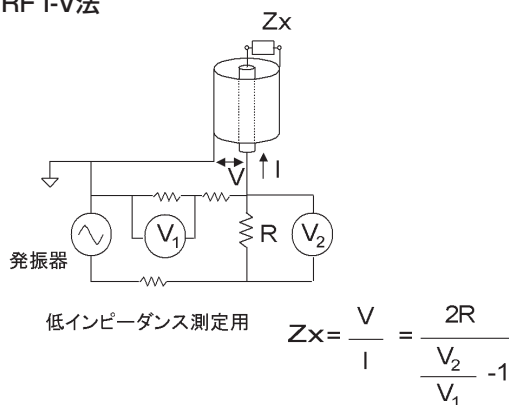 RF I-V法
Zx
V
I
V1
R
V2
発振器
低インピーダンス測定用
Zx = V / I = 2R / (V2 / V1 - 1)